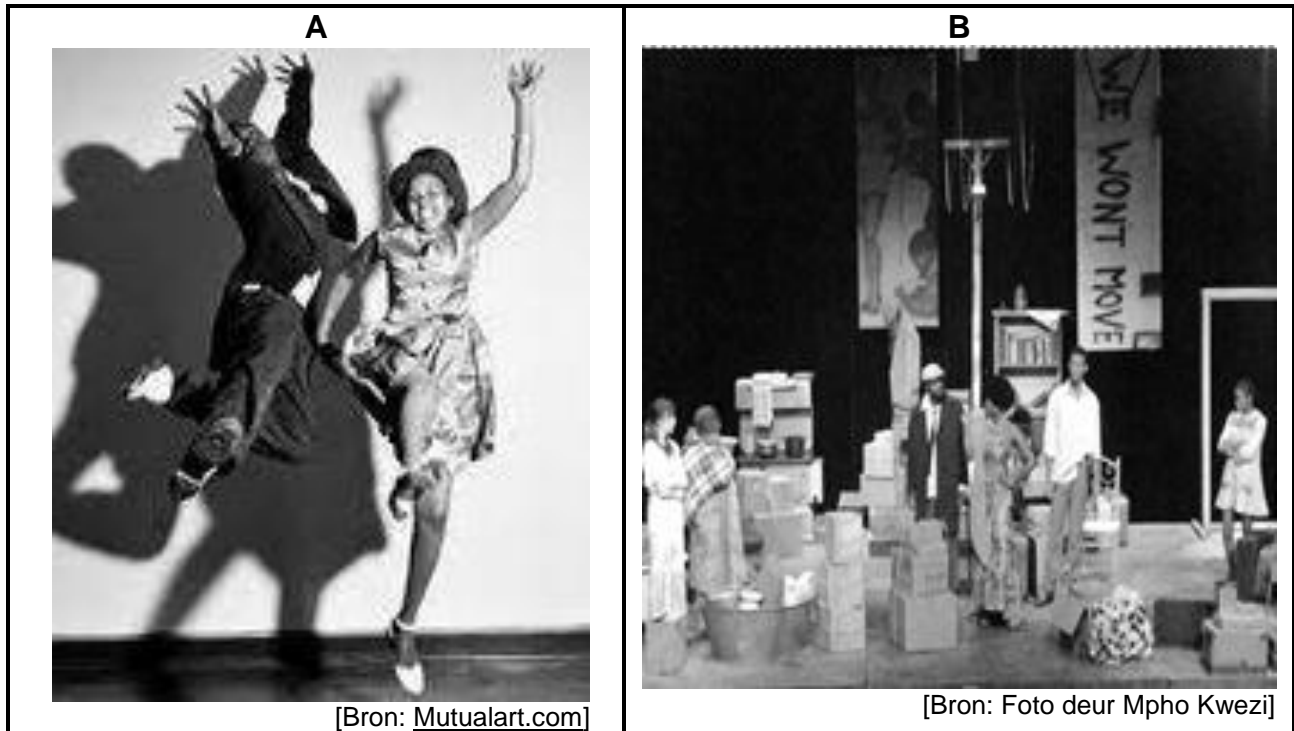 A
B
WE WONT MOVE
[Bron: Mutualart.com]
[Bron: Foto deur Mpho Kwezi]